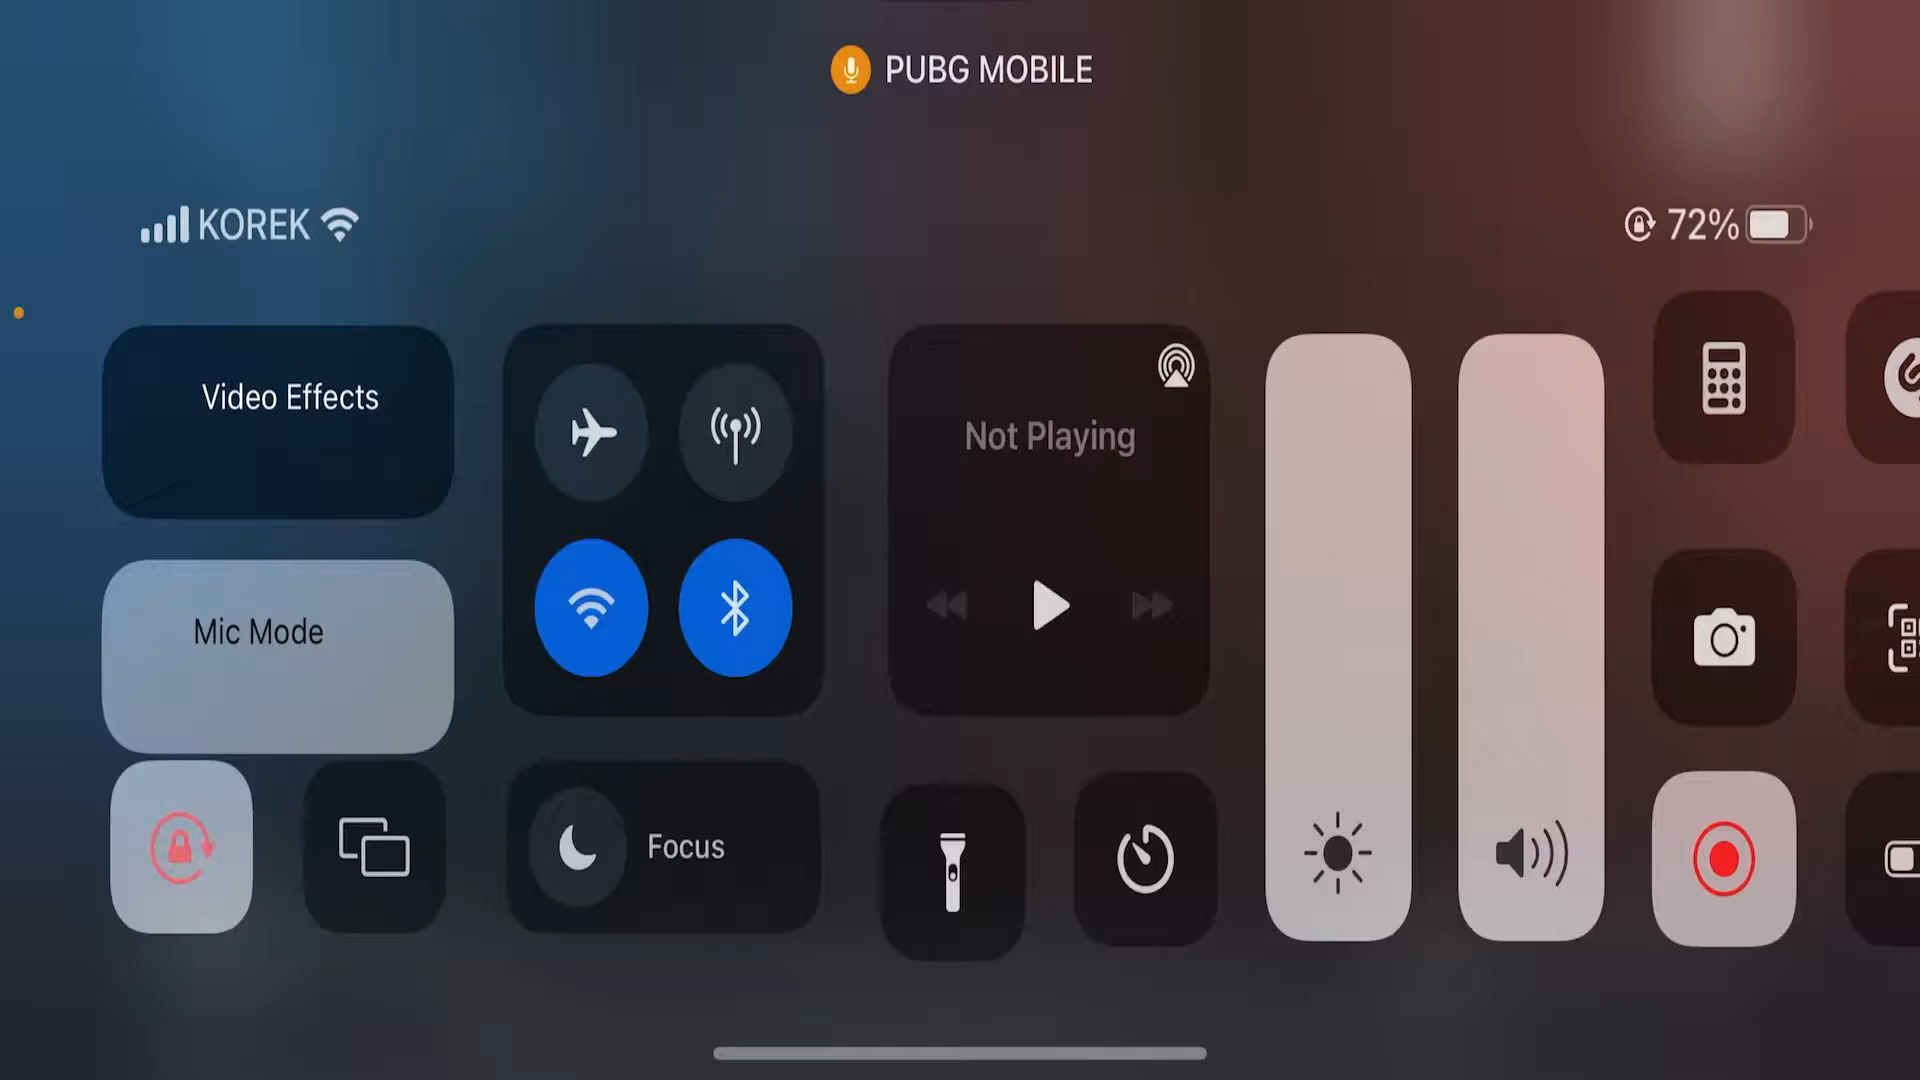 PUBG MOBILE
KOREK
72%
Video Effects
Not Playing
Mic Mode
Focus